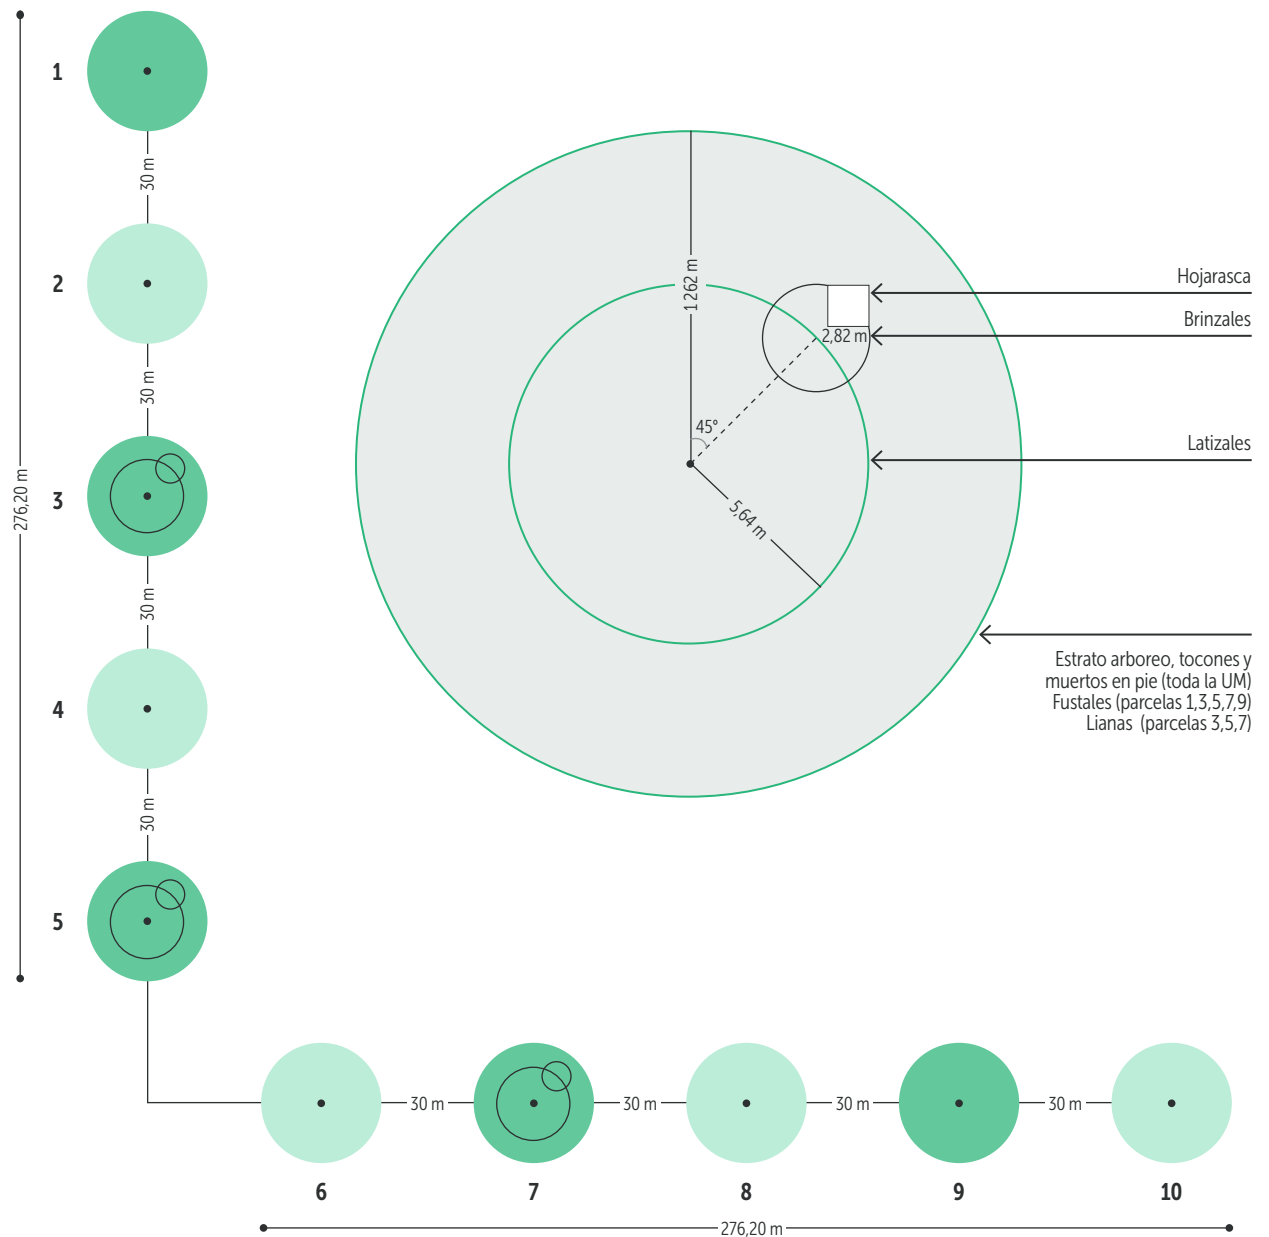 1
30 m
2
30 m
3
30 m
4
30 m
5
276,20 m
1 262 m
45°
2,82 m
5,64 m
Hojarasca
Brinzales
Latizales
Estrato arboreo, tocones y
muertos en pie (toda la UM)
Fustales (parcelas 1,3,5,7,9)
Lianas (parcelas 3,5,7)
30 m
30 m
30 m
30 m
6
7
8
9
10
276,20 m